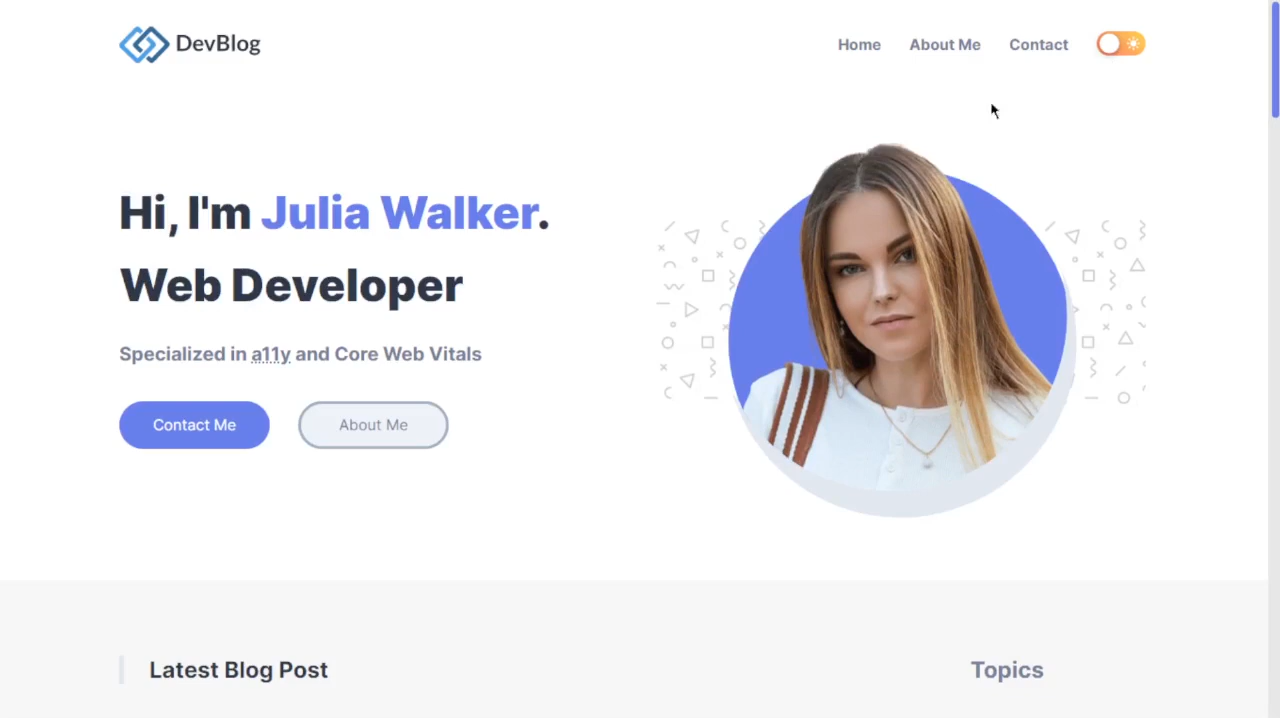 DevBlog
Home
About Me
Contact
Hi, I'm Julia Walker.
Web Developer
Specialized in a11y and Core Web Vitals
Contact Me
About Me
Latest Blog Post
Topics